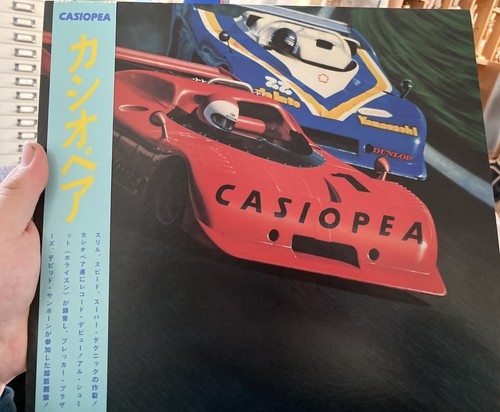 CASIOPEA
カシオペア
スリル、スピード、スーパー・テクニックの炸裂!
カシオペア遂にレコード・デビュー!アル・シュミ
ット(ホライズン)が録音し、ブレッカー・ブラザ
ーズ、デビッド・サンボーンが参加した超話題盤!
22
DUNLOP
1
CASIOPEA